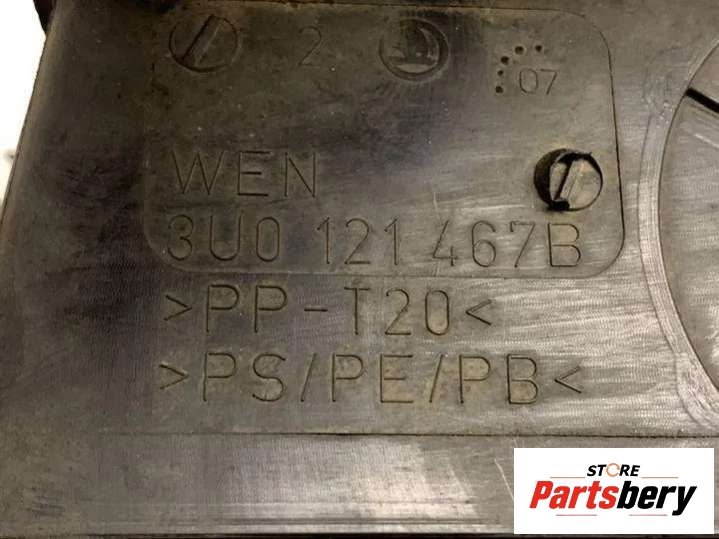 2
07
WEN
3U0 121 467B
>PP-T20<
>PS/PE/PB<
STORE
Partsbery